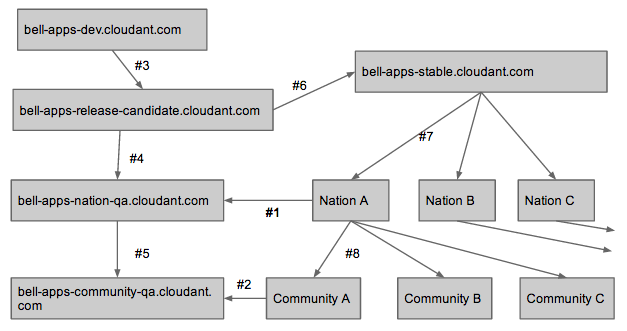 bell-apps-dev.cloudant.com
#3
#6
bell-apps-stable.cloudant.com
bell-apps-release-candidate.cloudant.com
#4
#7
bell-apps-nation-qa.cloudant.com
#1
Nation A
Nation B
Nation C
#5
#8
#2
bell-apps-community-qa.cloudant.
com
Community A
Community B
Community C